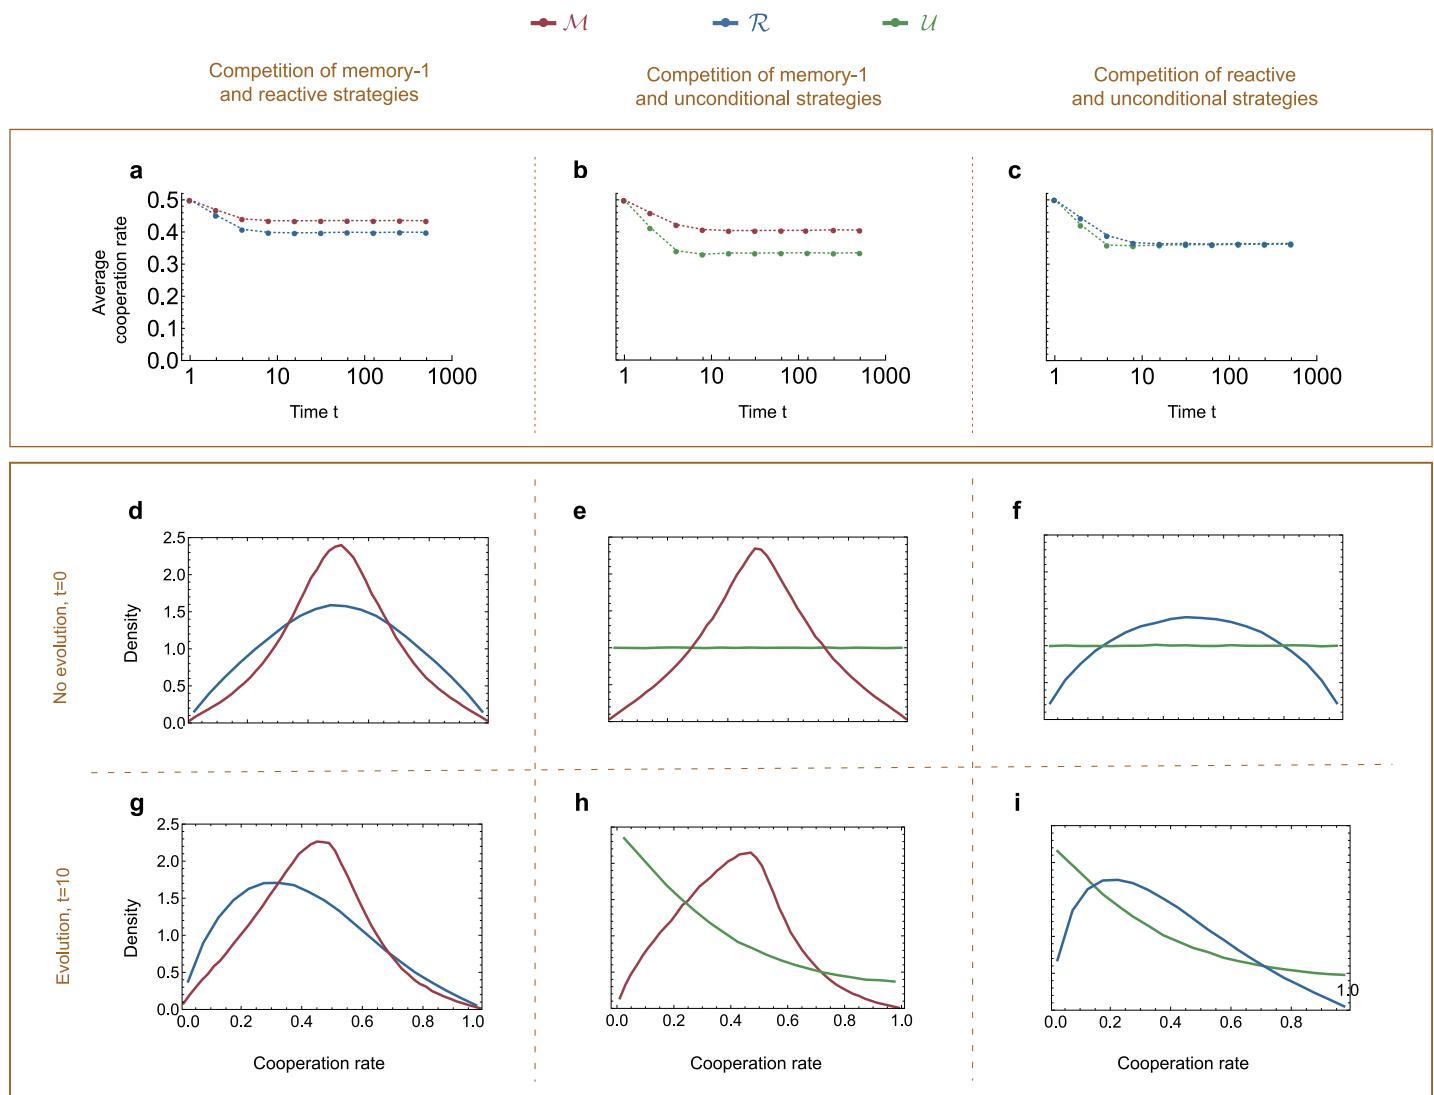 ℳ
ℛ
𝒰
Competition of memory-1
and reactive strategies
Competition of memory-1
and unconditional strategies
Competition of reactive
and unconditional strategies
a
b
c
Average
cooperation rate
0.5
0.4
0.3
0.2
0.1
0.0
1 10 100 1000
1 10 100 1000
1 10 100 1000
Time t
Time t
Time t
d
e
f
No evolution, t=0
Density
2.5
2.0
1.5
1.0
0.5
0.0
g
h
i
Evolution, t=10
Density
2.5
2.0
1.5
1.0
0.5
0.0
0.0 0.2 0.4 0.6 0.8 1.0
0.0 0.2 0.4 0.6 0.8 1.0
0.0 0.2 0.4 0.6 0.8 1.0
Cooperation rate
Cooperation rate
Cooperation rate